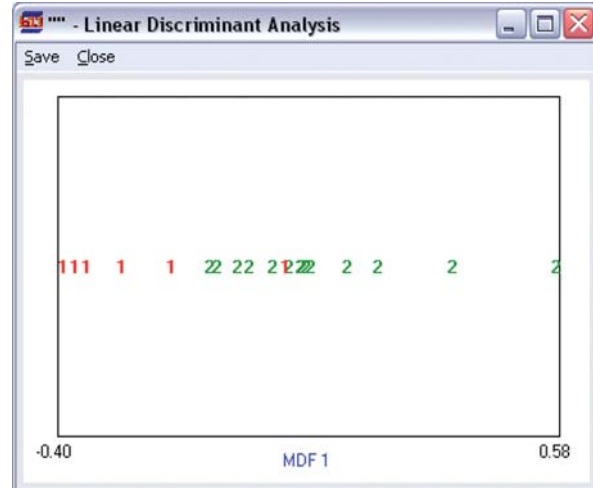 "" - Linear Discriminant Analysis
Save Close
111 1 1 22 22 21222 2 2 2 2
-0.40 MDF 1 0.58